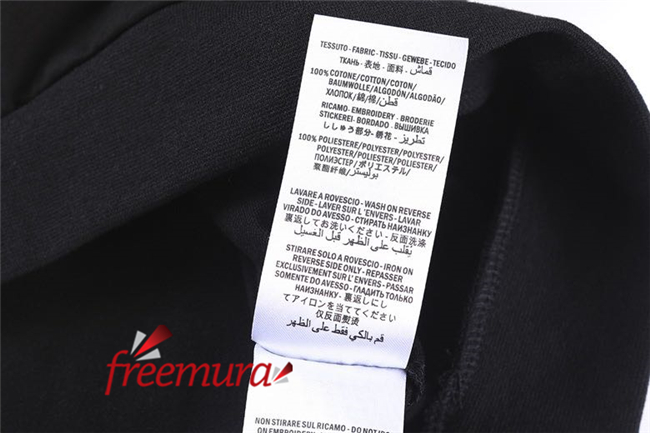 TESSUTO - FABRIC - TISSU - GEWEBE - TECIDO
ТКАНЬ - 表地 - 面料 - قماش
100% COTONE/COTTON/COTON/
BAUMWOLLE/ALGODÓN/ALGODÃO/
ХЛОПОК/綿/棉/قطن
RICAMO - EMBROIDERY - BRODERIE
STICKEREI - BORDADO - ВЫШИВКА
ししゅう部分 - 绣花 - تطريز
100% POLIESTERE/POLYESTER/POLYESTER/
POLYESTER/POLIÉSTER/POLIÉSTER/
ПОЛИЭСТЕР/ポリエステル/
聚酯纤维/بوليستر
LAVARE A ROVESCIO - WASH ON REVERSE
SIDE - LAVER SUR L'ENVERS - LAVAR
VIRADO DO AVESSO - СТИРАТЬ НАИЗНАНКУ
裏返してお洗いください - 反面洗涤
يقلب على الظهر قبل الغسيل
STIRARE SOLO A ROVESCIO - IRON ON
REVERSE SIDE ONLY - REPASSER
EXCLUSIVEMENT SUR L'ENVERS - PASSAR
SOMENTE DO AVESSO - ГЛАДИТЬ ТОЛЬКО
НАИЗНАНКУ - 裏返しにし
てアイロンを当ててください
仅反面熨烫
قم بالكي فقط على الظهر
freemura
NON STIRARE SUL RICAMO - DO NOT IRON